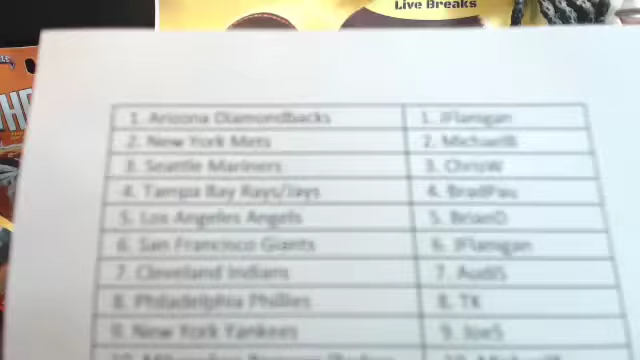 Live Breaks
1. Arizona Diamondbacks 1. JFlanigan
2. New York Mets 2. MichaelB
3. Seattle Mariners 3. ChrisW
4. Tampa Bay Rays/Jays 4. BradPau
5. Los Angeles Angels 5. BrianD
6. San Francisco Giants 6. JFlanigan
7. Cleveland Indians 7.
8. Philadelphia Phillies 8. TK
9. New York Yankees 9. JoeS
10. Milwaukee